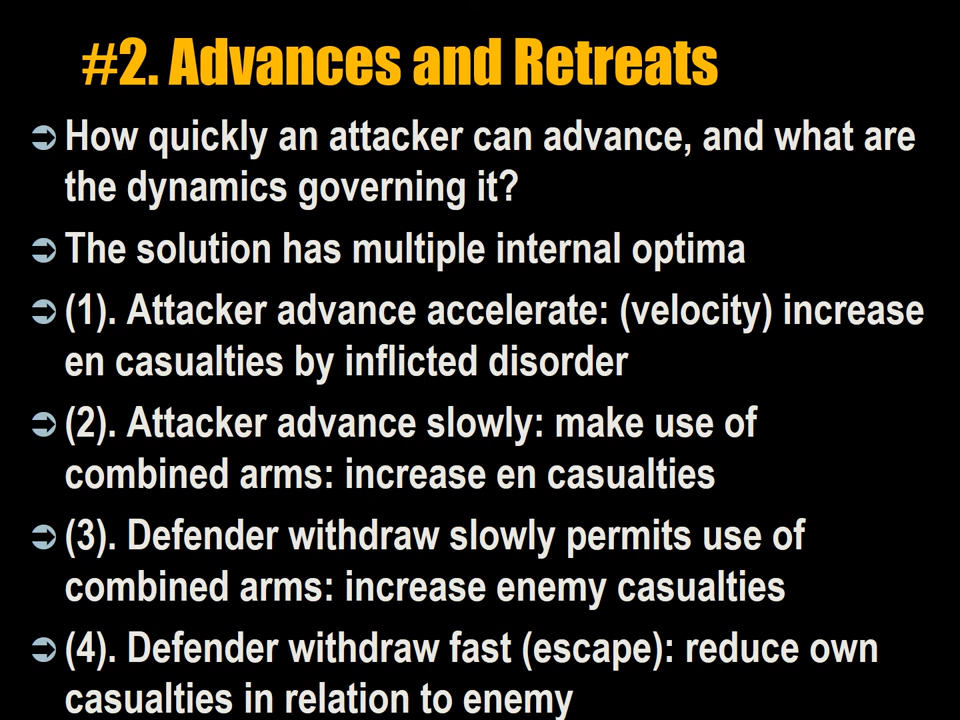 #2. Advances and Retreats
How quickly an attacker can advance, and what are
the dynamics governing it?
The solution has multiple internal optima
(1). Attacker advance accelerate: (velocity) increase
en casualties by inflicted disorder
(2). Attacker advance slowly: make use of
combined arms: increase en casualties
(3). Defender withdraw slowly permits use of
combined arms: increase enemy casualties
(4). Defender withdraw fast (escape): reduce own
casualties in relation to enemy